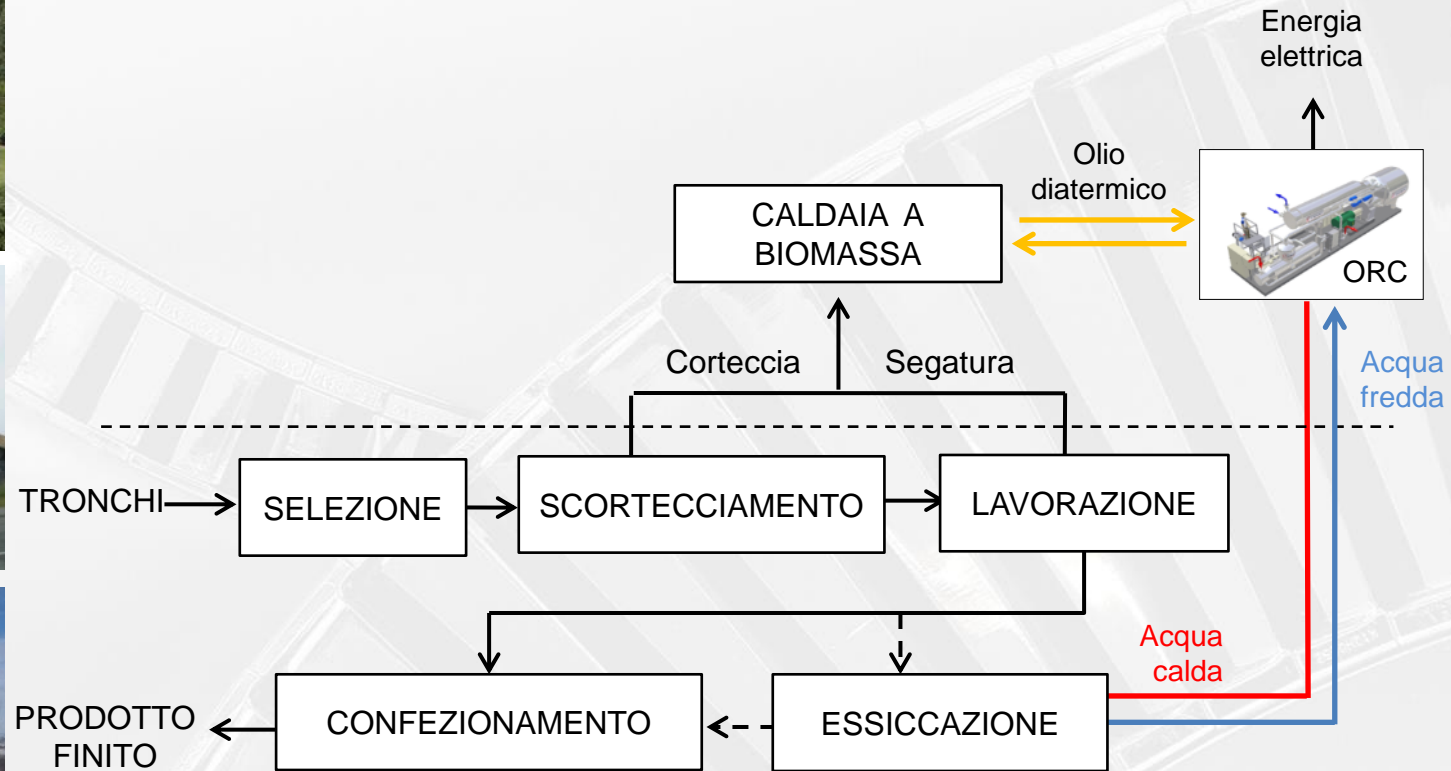 Energia
elettrica
Olio
diatermico
CALDAIA A
BIOMASSA
ORC
Corteccia
Segatura
Acqua
fredda
TRONCHI
SELEZIONE
SCORTECCIAMENTO
LAVORAZIONE
Acqua
calda
PRODOTTO
FINITO
CONFEZIONAMENTO
ESSICCAZIONE